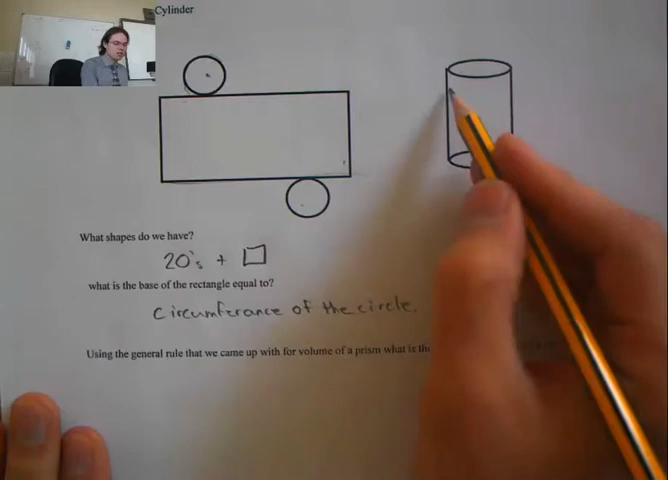 Cylinder
What shapes do we have?
2O's + □
what is the base of the rectangle equal to?
Circumferance of the circle.
Using the general rule that we came up with for volume of a prism what is the